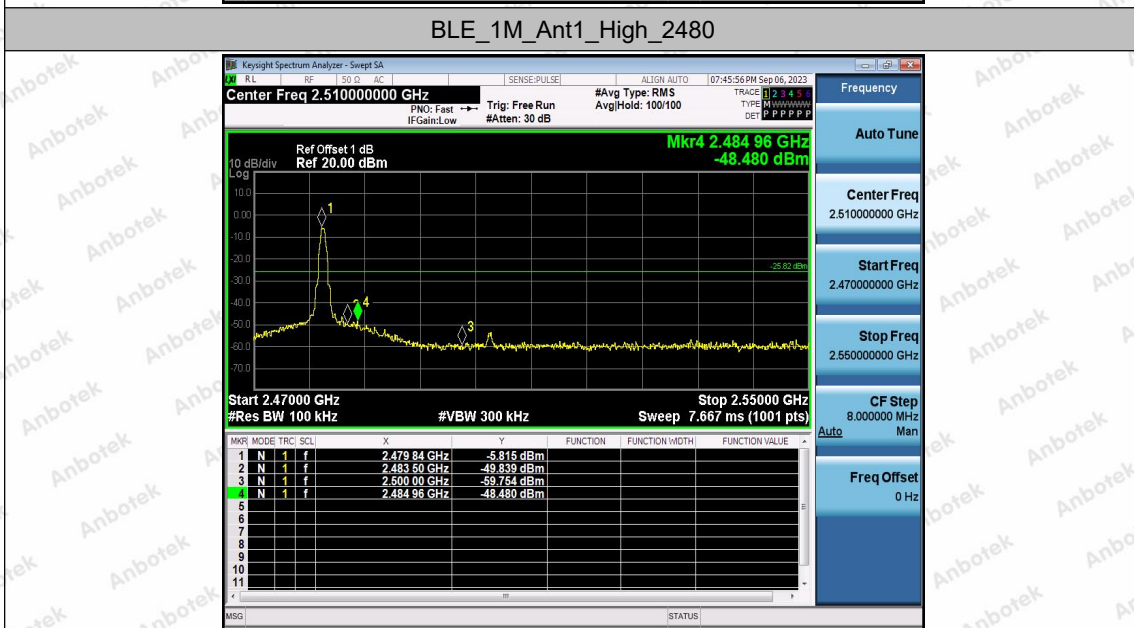 BLE_1M_Ant1_High_2480
Keysight Spectrum Analyzer - Swept SA
LXI RL RF 50 Ω AC SENSE:PULSE ALIGN AUTO 07:45:56 PM Sep 06, 2023
Center Freq 2.510000000 GHz
PNO: Fast
IFGain:Low
Trig: Free Run
#Atten: 30 dB
#Avg Type: RMS
Avg|Hold: 100/100
TRACE 1 2 3 4 5 6
TYPE M W W W W W
DET P P P P P P
Frequency
Auto Tune
Center Freq
2.510000000 GHz
Start Freq
2.470000000 GHz
Stop Freq
2.550000000 GHz
CF Step
8.000000 MHz
Auto Man
Freq Offset
0 Hz
Mkr4 2.484 96 GHz
-48.480 dBm
Ref Offset 1 dB
10 dB/div Ref 20.00 dBm
Log
10.0
0.00
-10.0
-20.0
-30.0
-40.0
-50.0
-60.0
-70.0
-25.82 dBm
1
4
3
Start 2.47000 GHz Stop 2.55000 GHz
#Res BW 100 kHz #VBW 300 kHz Sweep 7.667 ms (1001 pts)
MKR MODE TRC SCL X Y FUNCTION FUNCTION WIDTH FUNCTION VALUE
1 N 1 f 2.479 84 GHz -5.815 dBm
2 N 1 f 2.483 50 GHz -49.839 dBm
3 N 1 f 2.500 00 GHz -59.754 dBm
4 N 1 f 2.484 96 GHz -48.480 dBm
5
6
7
8
9
10
11
MSG STATUS
Anbotek